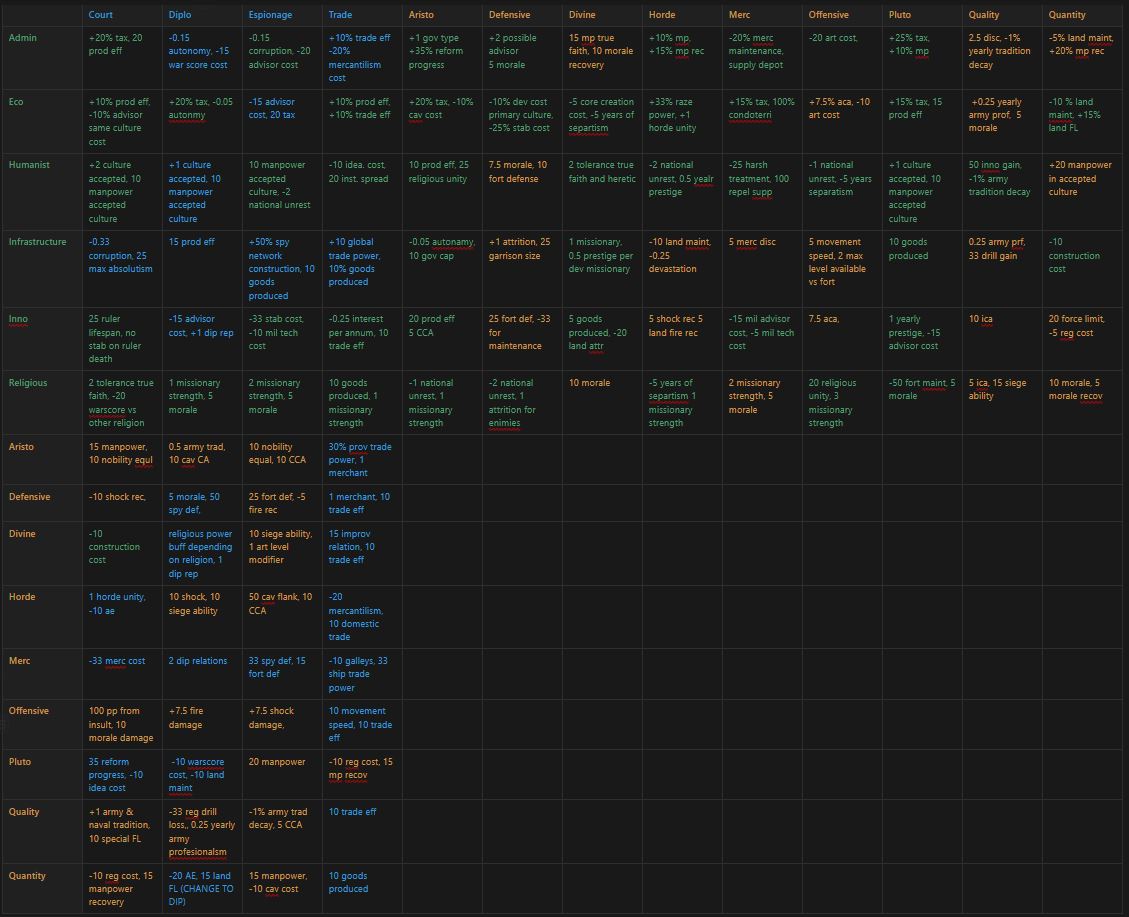 Court Diplo Espionage Trade Aristo Defensive Divine Horde Merc Offensive Pluto Quality Quantity
Admin
+20% tax, 20
prod eff
-0.15
autonomy, -15
war score cost
-0.15
corruption, -20
advisor cost
+10% trade eff
-20%
mercantilism
cost
+1 gov type
+35% reform
progress
+2 possible
advisor
5 morale
15 mp true
faith, 10 morale
recovery
+10% mp,
+15% mp rec
-20% merc
maintenance,
supply depot
-20 art cost,
+25% tax,
+10% mp
2.5 disc, -1%
yearly tradition
decay
-5% land maint,
+20% mp rec
Eco
+10% prod eff,
-10% advisor
same culture
cost
+20% tax, -0.05
autonmy
-15 advisor
cost, 20 tax
+10% prod eff,
+10% trade eff
+20% tax, -10%
cav cost
-10% dev cost
primary culture,
-25% stab cost
-5 core creation
cost, -5 years of
separtism
+33% raze
power, +1
horde unity
+15% tax, 100%
condoterri
+7.5% aca, -10
art cost
+15% tax, 15
prod eff
+0.25 yearly
army prof, 5
morale
-10 % land
maint. +15%
land FL
Humanist
+2 culture
accepted, 10
manpower
accepted
culture
+1 culture
accepted, 10
manpower
accepted
culture
10 manpower
accepted
culture, -2
national unrest
-10 idea. cost,
20 inst. spread
10 prod eff, 25
religious unity
7.5 morale, 10
fort defense
2 tolerance true
faith and heretic
-2 national
unrest, 0.5 yealr
prestige
-25 harsh
treatment, 100
repel supp
-1 national
unrest, -5 years
separatism
+1 culture
accepted, 10
manpower
accepted
culture
50 inno gain,
-1% army
tradition decay
+20 manpower
in accepted
culture
Infrastructure
-0.33
corruption, 25
max absolutism
15 prod eff
+50% spy
network
construction, 10
goods
produced
+10 global
trade power,
10% goods
produced
-0.05 autonamy,
10 gov cap
+1 attrition, 25
garrison size
1 missionary,
0.5 prestige per
dev missionary
-10 land maint,
-0.25
devastation
5 merc disc
5 movement
speed, 2 max
level available
vs fort
10 goods
produced
0.25 army prf,
33 drill gain
-10
construction
cost
Inno
25 ruler
lifespan, no
stab on ruler
death
-15 advisor
cost, +1 dip rep
-33 stab cost,
-10 mil tech
cost
-0.25 interest
per annum, 10
trade eff
20 prod eff
5 CCA
25 fort def, -33
for
maintenance
5 goods
produced, -20
land attr
5 shock rec 5
land fire rec
-15 mil advisor
cost, -5 mil tech
cost
7.5 aca,
1 yearly
prestige, -15
advisor cost
10 ica
20 force limit,
-5 reg cost
Religious
2 tolerance true
faith, -20
warscore vs
other religion
1 missionary
strength, 5
morale
2 missionary
strength, 5
morale
10 goods
produced, 1
missionary
strength
-1 national
unrest, 1
missionary
strength
-2 national
unrest, 1
attrition for
enimies
10 morale
-5 years of
separtism 1
missionary
strength
2 missionary
strength, 5
morale
20 religious
unity, 3
missionary
strength
-50 fort maint, 5
morale
5 ica, 15 siege
ability
10 morale, 5
morale recov
Aristo
15 manpower,
10 nobility equl
0.5 army trad,
10 cav CA
10 nobility
equal, 10 CCA
30% prov trade
power, 1
merchant
Defensive
-10 shock rec,
5 morale, 50
spy def,
25 fort def, -5
fire rec
1 merchant, 10
trade eff
Divine
-10
construction
cost
religious power
buff depending
on religion, 1
dip rep
10 siege ability,
1 art level
modifier
15 improv
relation, 10
trade eff
Horde
1 horde unity,
-10 ae
10 shock, 10
siege ability
50 cav flank, 10
CCA
-20
mercantilism,
10 domestic
trade
Merc
-33 merc cost
2 dip relations
33 spy def, 15
fort def
-10 galleys, 33
ship trade
power
Offensive
100 pp from
insult, 10
morale damage
+7.5 fire
damage
+7.5 shock
damage,
10 movement
speed, 10 trade
eff
Pluto
35 reform
progress, -10
idea cost
-10 warscore
cost, -10 land
maint
20 manpower
-10 reg cost, 15
mp recov
Quality
+1 army &
naval tradition,
10 special FL
-33 reg drill
loss,, 0.25 yearly
army
profesionalsm
-1% army trad
decay, 5 CCA
10 trade eff
Quantity
-10 reg cost, 15
manpower
recovery
-20 AE, 15 land
FL (CHANGE TO
DIP)
15 manpower,
-10 cav cost
10 goods
produced